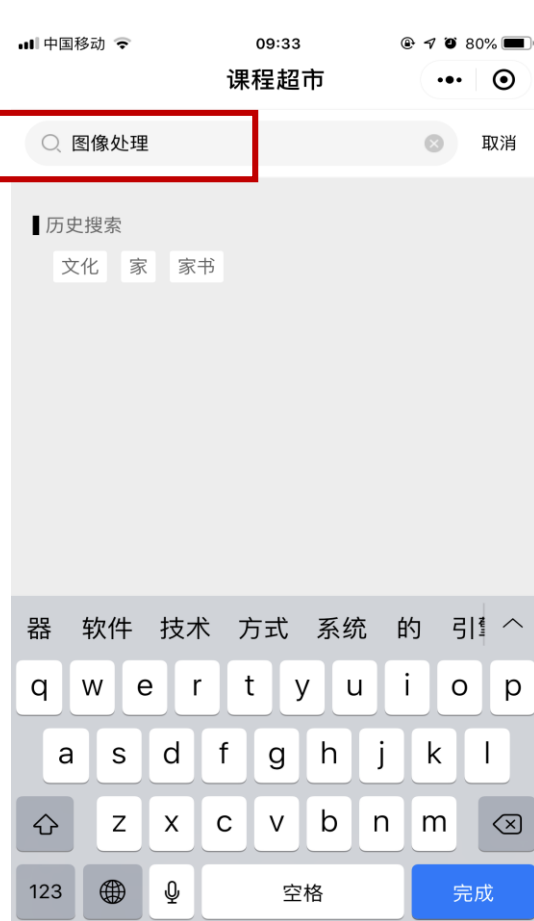 中国移动 09:33 80%
课程超市
图像处理 取消
历史搜索
文化 家 家书
器 软件 技术 方式 系统 的 引擎
q w e r t y u i o p
a s d f g h j k l
z x c v b n m
123 空格 完成